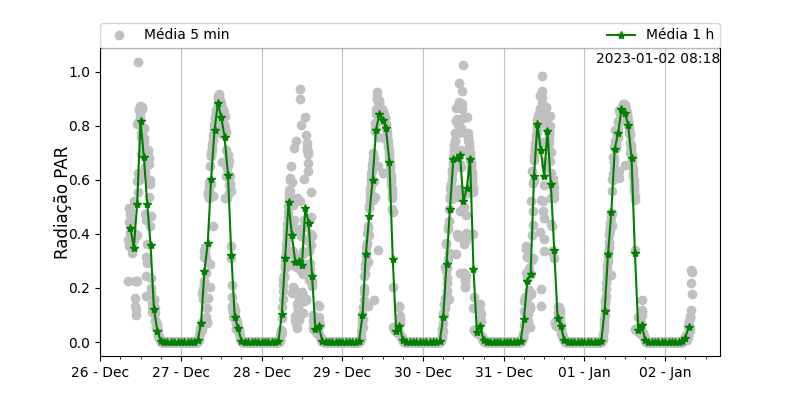 Média 5 min
Média 1 h
2023-01-02 08:18
Radiação PAR
1.0
0.8
0.6
0.4
0.2
0.0
26 - Dec
27 - Dec
28 - Dec
29 - Dec
30 - Dec
31 - Dec
01 - Jan
02 - Jan